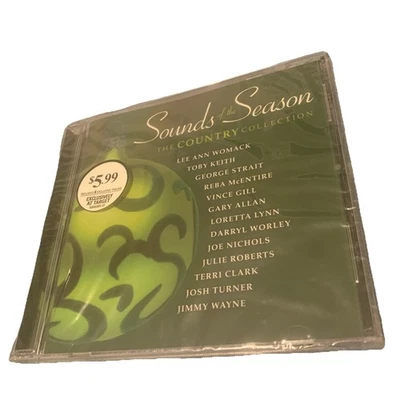 Sounds of the Season
THE COUNTRY COLLECTION
LEE ANN WOMACK
TOBY KEITH
GEORGE STRAIT
REBA McENTIRE
VINCE GILL
GARY ALLAN
LORETTA LYNN
DARRYL WORLEY
JOE NICHOLS
JULIE ROBERTS
TERRI CLARK
JOSH TURNER
JIMMY WAYNE
$5.99
EXCLUSIVELY
AT TARGET